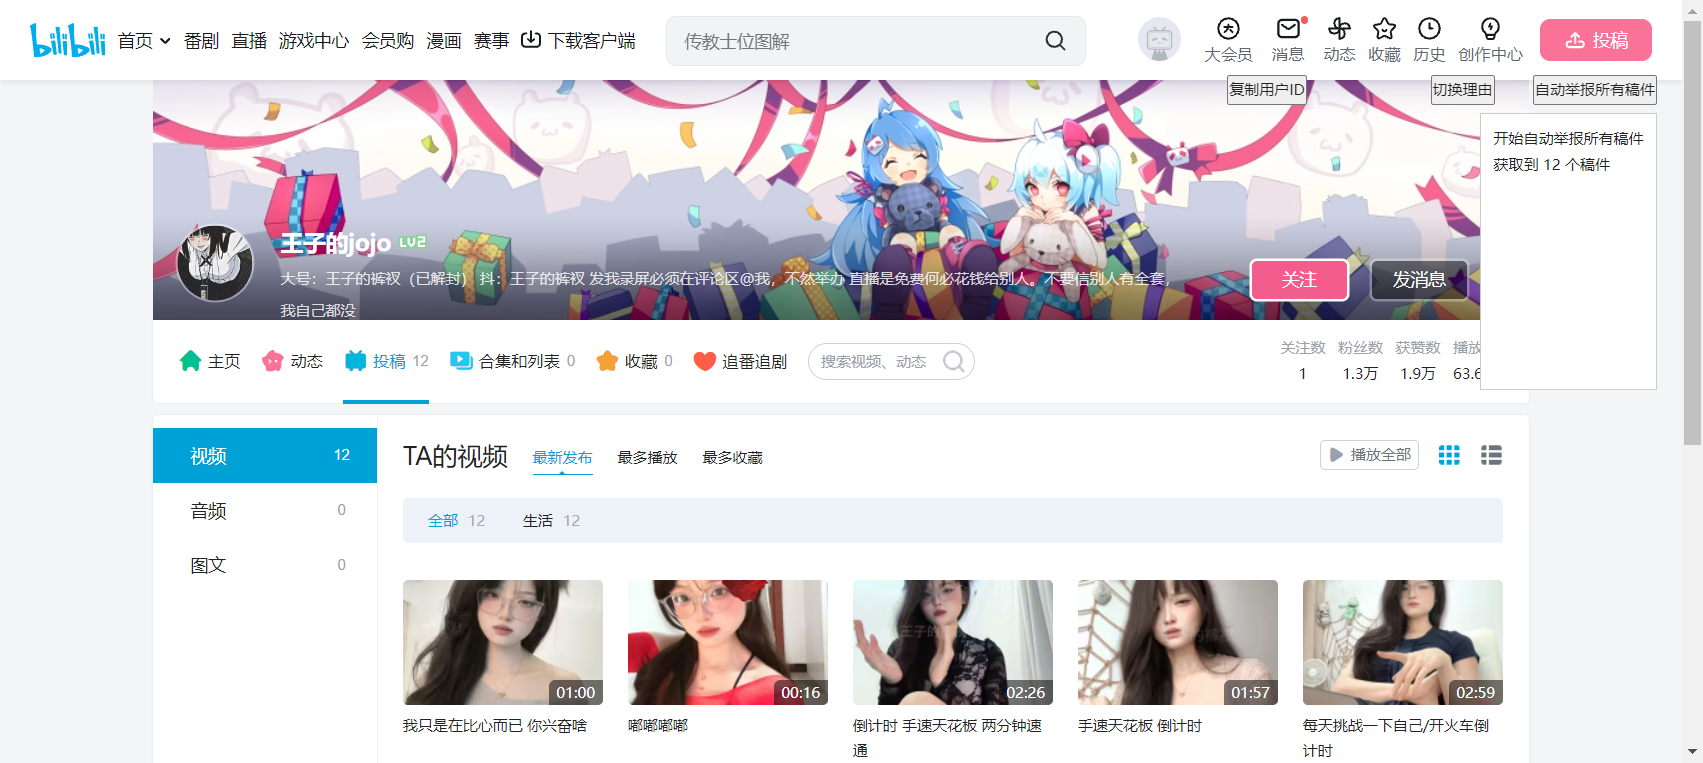 bilibili 首页 番剧 直播 游戏中心 会员购 漫画 赛事 下载客户端 传教士位图解 大会员 消息 动态 收藏 历史 创作中心 投稿
复制用户ID 切换理由 自动举报所有稿件
开始自动举报所有稿件
获取到 12 个稿件
王子的jojo LV2
大号：王子的裤衩（已解封） 抖：王子的裤衩 发我录屏必须在评论区@我，不然举办 直播是免费何必花钱给别人。不要信别人有全套，
我自己都没
关注 发消息
主页 动态 投稿 12 合集和列表 0 收藏 0 追番追剧 搜索视频、动态
关注数 粉丝数 获赞数 播放
1 1.3万 1.9万 63.6
视频 12
音频 0
图文 0
TA的视频 最新发布 最多播放 最多收藏 播放全部
全部 12 生活 12
01:00 00:16 02:26 01:57 02:59
我只是在比心而已 你兴奋啥
嘟嘟嘟嘟
倒计时 手速天花板 两分钟速
通
手速天花板 倒计时
每天挑战一下自己/开火车倒
计时